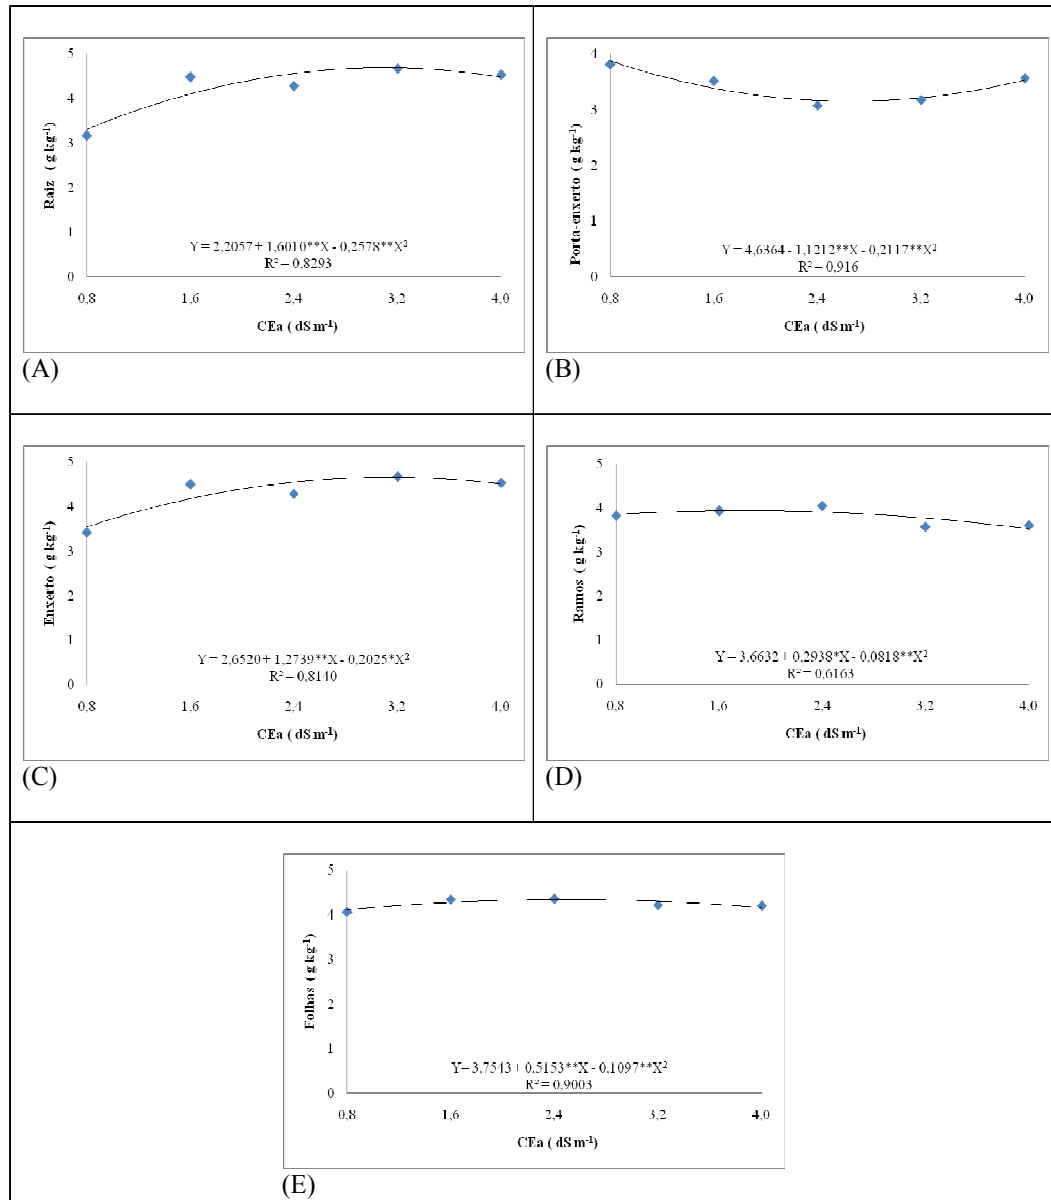 5
4
3
2
1
0
Raiz ( g kg⁻¹)
Y = 2,2057 + 1,6010**X - 0,2578**X²
R² = 0,8293
0,8 1,6 2,4 3,2 4,0
CEa ( dS m⁻¹)
(A)
4
3
2
1
0
Porta-enxerto ( g kg⁻¹)
Y = 4,6364 - 1,1212**X - 0,2117**X²
R² = 0,916
0,8 1,6 2,4 3,2 4,0
CEa ( dS m⁻¹)
(B)
5
4
3
2
1
0
Enxerto ( g kg⁻¹)
Y = 2,6520 + 1,2739**X - 0,2025*X²
R² = 0,8140
0,8 1,6 2,4 3,2 4,0
CEa ( dS m⁻¹)
(C)
5
4
3
2
1
0
Ramos ( g kg⁻¹)
Y = 3,6632 + 0,2938*X - 0,0818**X²
R² = 0,6163
0,8 1,6 2,4 3,2 4,0
CEa ( dS m⁻¹)
(D)
5
4
3
2
1
0
Folhas ( g kg⁻¹)
Y = 3,7543 + 0,5153**X - 0,1097**X²
R² = 0,9003
0,8 1,6 2,4 3,2 4,0
CEa ( dS m⁻¹)
(E)